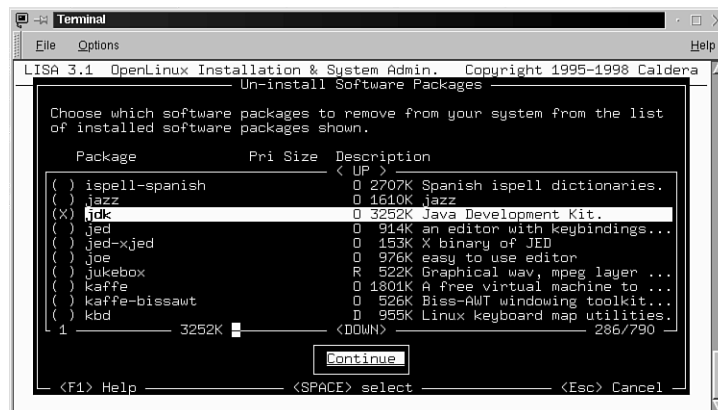 Terminal
File Options Help
LISA 3.1 OpenLinux Installation & System Admin. Copyright 1995-1998 Caldera
Un-install Software Packages
Choose which software packages to remove from your system from the list
of installed software packages shown.
Package Pri Size Description
< UP >
( ) ispell-spanish O 2707K Spanish ispell dictionaries.
( ) jazz O 1610K jazz
(X) jdk O 3252K Java Development Kit.
( ) jed O 914K an editor with keybindings...
( ) jed-xjed O 153K X binary of JED
( ) joe O 976K easy to use editor
( ) jukebox R 522K Graphical wav, mpeg layer ...
( ) kaffe O 1801K A free virtual machine to ...
( ) kaffe-bissawt O 526K Biss-AWT windowing toolkit...
( ) kbd D 955K Linux keyboard map utilities.
1 3252K <DOWN> 286/790
Continue
<F1> Help <SPACE> select <Esc> Cancel